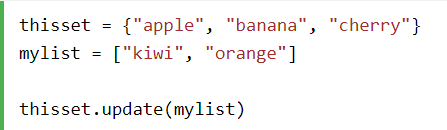 thisset = {"apple", "banana", "cherry"}
mylist = ["kiwi", "orange"]
thisset.update(mylist)